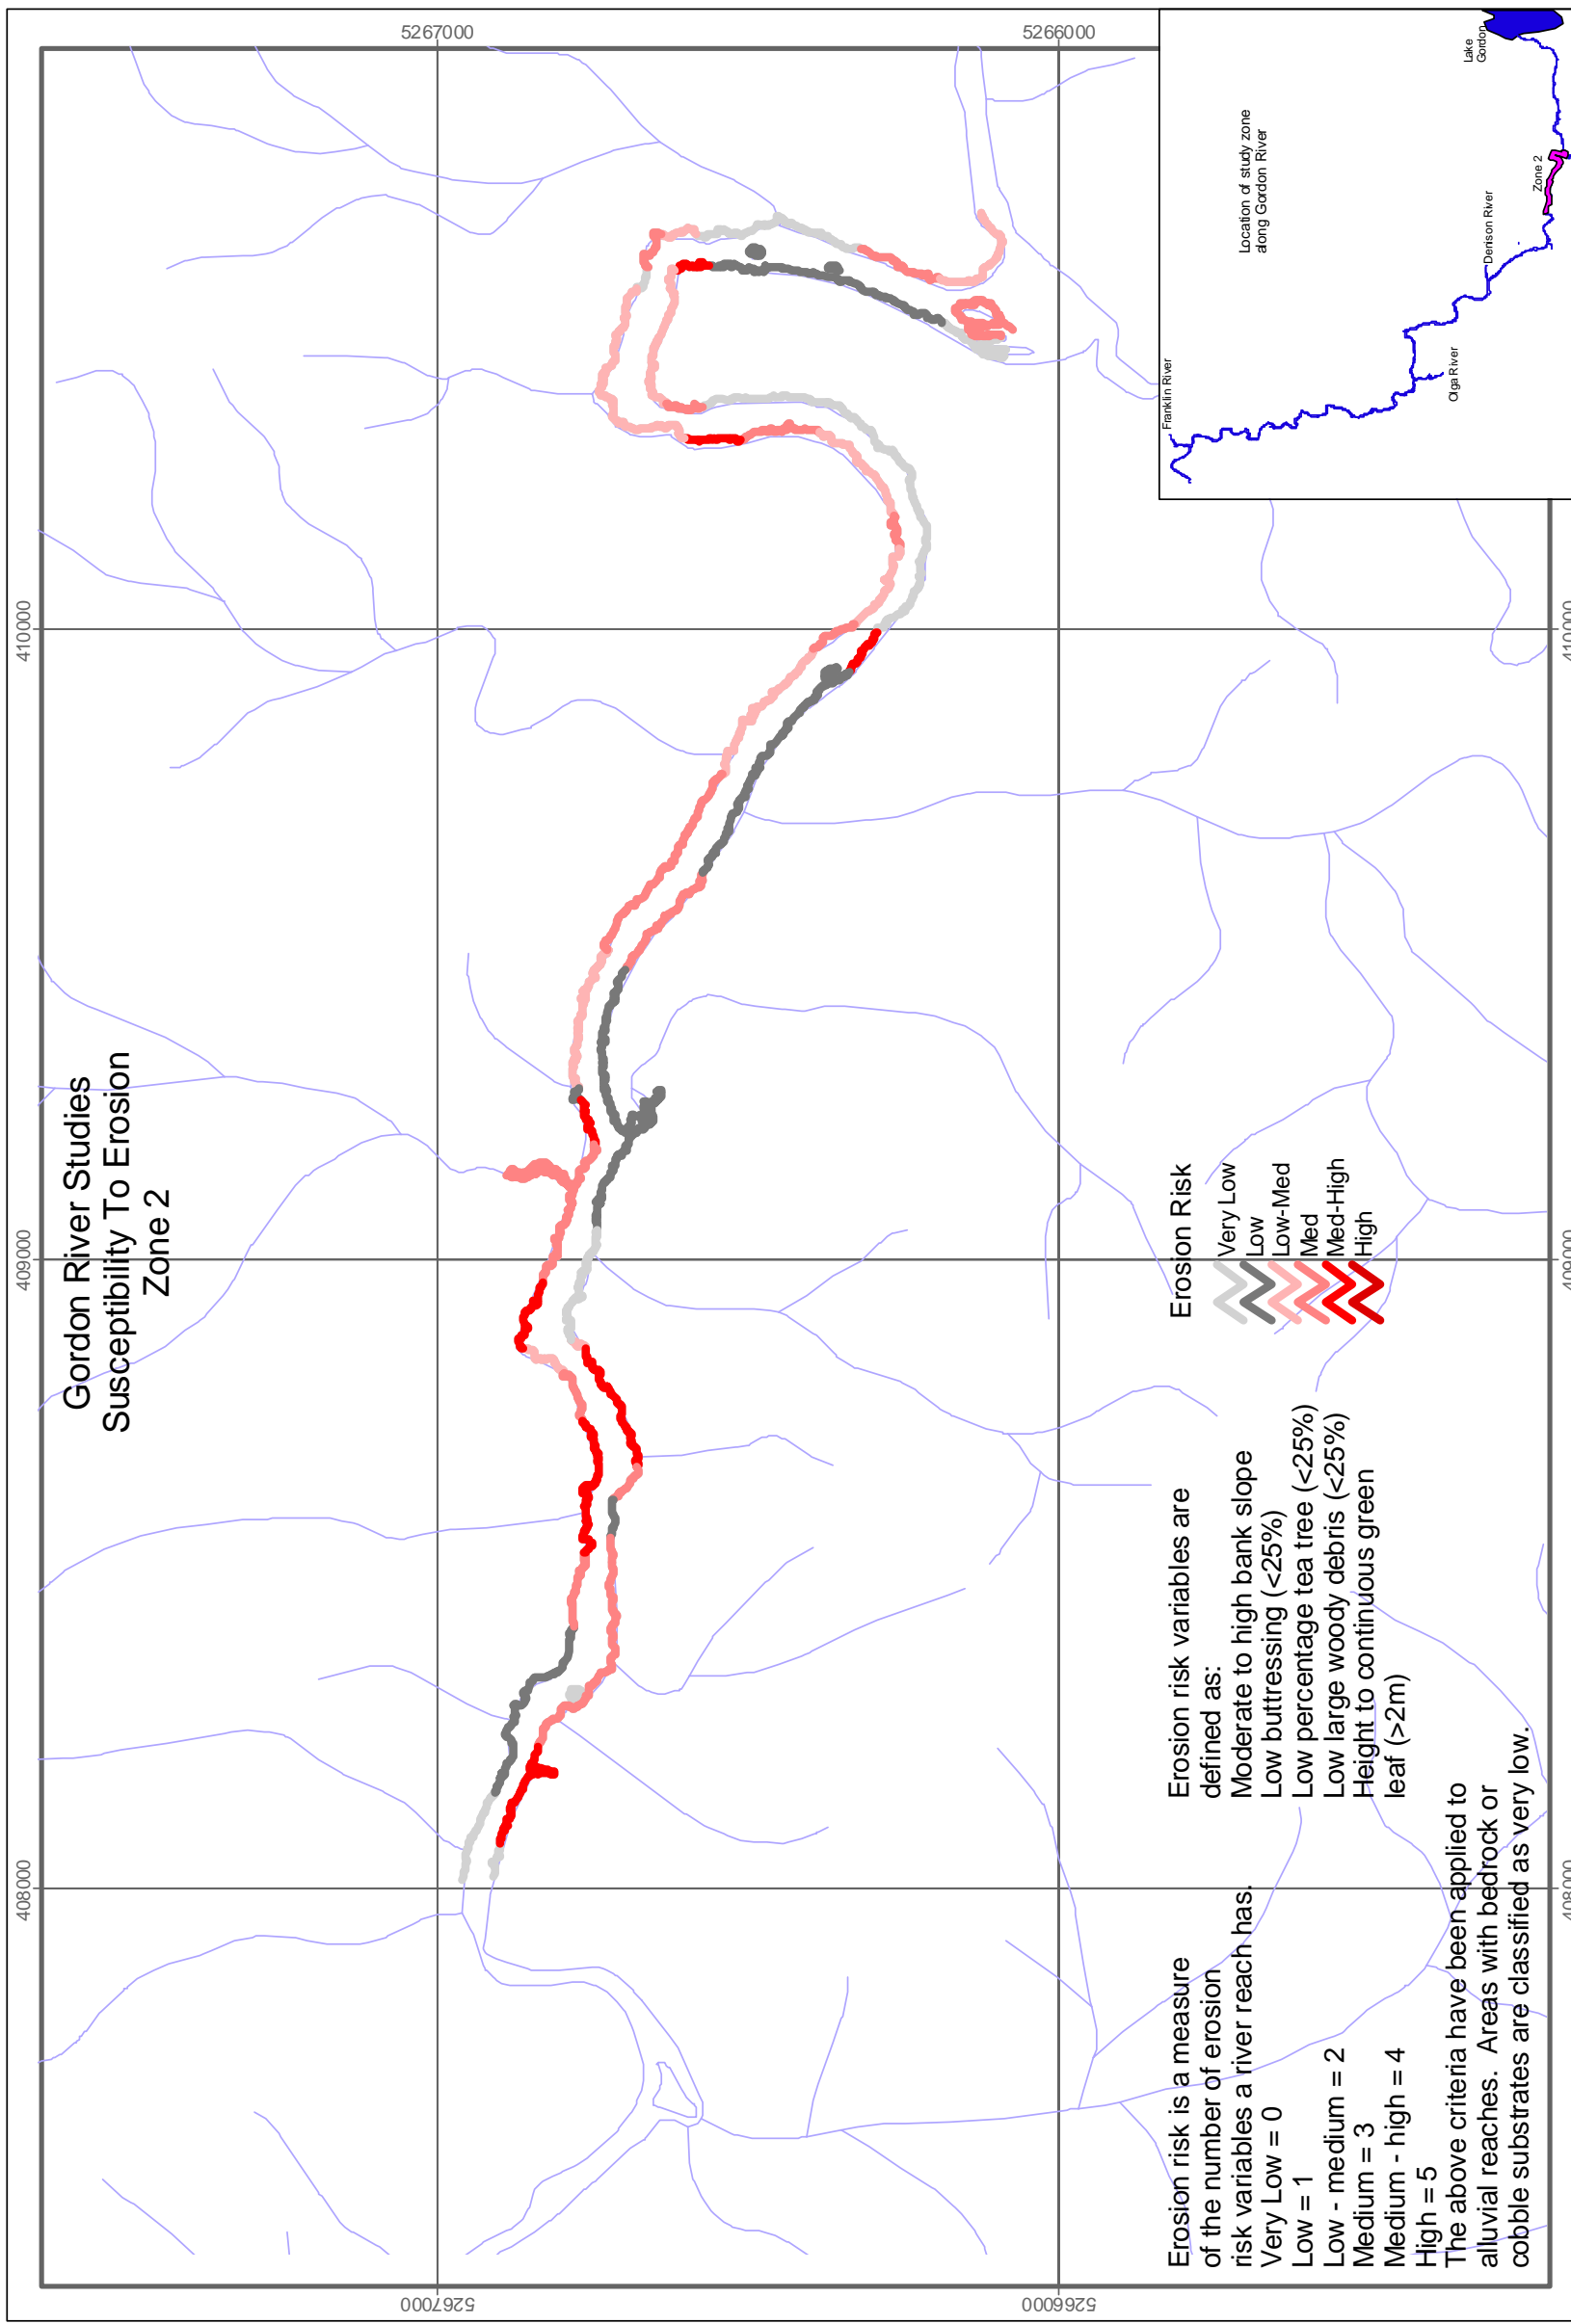 Gordon River Studies
Susceptibility To Erosion
Zone 2
408000
409000
410000
5267000
5266000
5267000
5266000
408000
409000
410000
Erosion risk is a measure
of the number of erosion
risk variables a river reach has.
Very Low = 0
Low = 1
Low - medium = 2
Medium = 3
Medium - high = 4
High = 5
The above criteria have been applied to
alluvial reaches. Areas with bedrock or
cobble substrates are classified as very low.
Erosion risk variables are
defined as:
Moderate to high bank slope
Low buttressing (<25%)
Low percentage tea tree (<25%)
Low large woody debris (<25%)
Height to continuous green
leaf (>2m)
Erosion Risk
Very Low
Low
Low-Med
Med
Med-High
High
Location of study zone
along Gordon River
Franklin River
Olga River
Denison River
Zone 2
Lake
Gordon